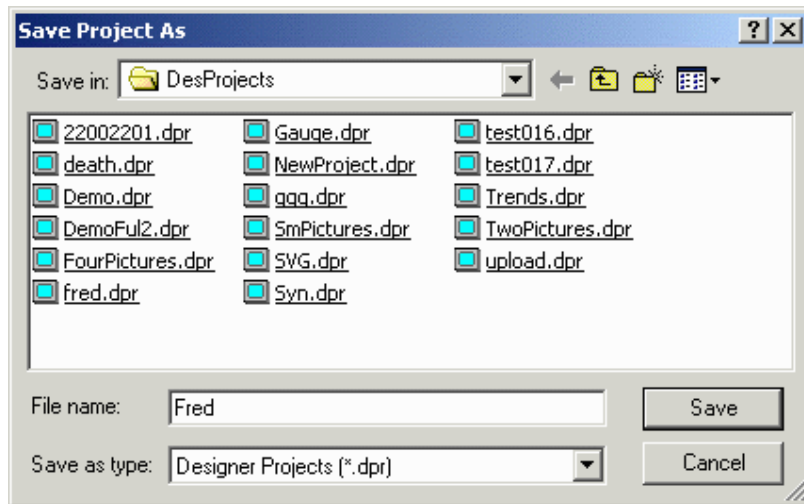 Save Project As
Save in: DesProjects
22002201.dpr
death.dpr
Demo.dpr
DemoFul2.dpr
FourPictures.dpr
fred.dpr
Gauge.dpr
NewProject.dpr
qqq.dpr
SmPictures.dpr
SVG.dpr
Syn.dpr
test016.dpr
test017.dpr
Trends.dpr
TwoPictures.dpr
upload.dpr
File name: Fred
Save
Save as type: Designer Projects (*.dpr)
Cancel